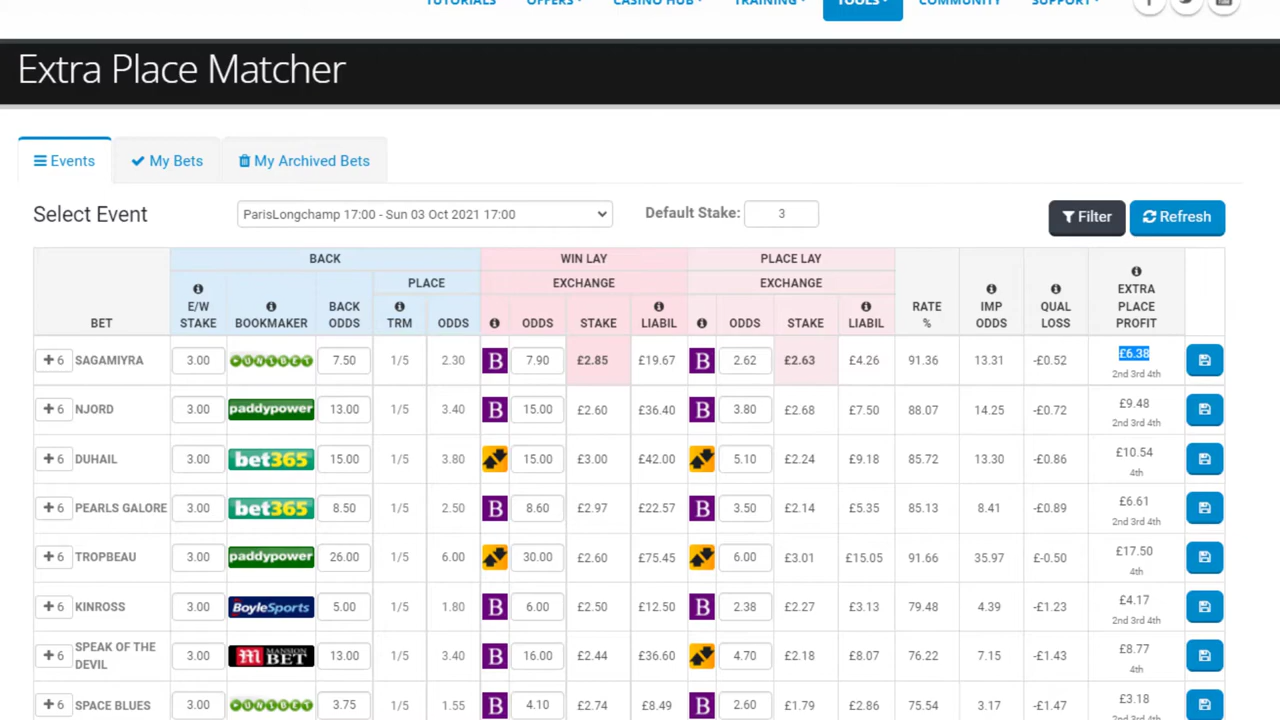 TUTORIALS OFFERS CASINO HUB TRAINING TOOLS COMMUNITY SUPPORT
Extra Place Matcher
Events My Bets My Archived Bets
Select Event ParisLongchamp 17:00 - Sun 03 Oct 2021 17:00 Default Stake: 3 Filter Refresh
BACK WIN LAY PLACE LAY
PLACE EXCHANGE EXCHANGE
BET E/W STAKE BOOKMAKER BACK ODDS TRM ODDS ODDS STAKE LIABIL ODDS STAKE LIABIL RATE % IMP ODDS QUAL LOSS EXTRA PLACE PROFIT
+ 6 SAGAMIYRA 3.00 UNIBET 7.50 1/5 2.30 B 7.90 £2.85 £19.67 B 2.62 £2.63 £4.26 91.36 13.31 -£0.52 £6.38
2nd 3rd 4th
+ 6 NJORD 3.00 paddypower 13.00 1/5 3.40 B 15.00 £2.60 £36.40 B 3.80 £2.68 £7.50 88.07 14.25 -£0.72 £9.48
2nd 3rd 4th
+ 6 DUHAIL 3.00 bet365 15.00 1/5 3.80 15.00 £3.00 £42.00 5.10 £2.24 £9.18 85.72 13.30 -£0.86 £10.54
4th
+ 6 PEARLS GALORE 3.00 bet365 8.50 1/5 2.50 B 8.60 £2.97 £22.57 B 3.50 £2.14 £5.35 85.13 8.41 -£0.89 £6.61
2nd 3rd 4th
+ 6 TROPBEAU 3.00 paddypower 26.00 1/5 6.00 30.00 £2.60 £75.45 6.00 £3.01 £15.05 91.66 35.97 £-0.50 £17.50
4th
+ 6 KINROSS 3.00 BoyleSports 5.00 1/5 1.80 B 6.00 £2.50 £12.50 B 2.38 £2.27 £3.13 79.48 4.39 -£1.23 £4.17
2nd 3rd 4th
+ 6 SPEAK OF THE DEVIL 3.00 M MANSION BET 13.00 1/5 3.40 B 16.00 £2.44 £36.60 4.70 £2.18 £8.07 76.22 7.15 -£1.43 £8.77
4th
+ 6 SPACE BLUES 3.00 UNIBET 3.75 1/5 1.55 B 4.10 £2.74 £8.49 B 2.60 £1.79 £2.86 75.54 3.17 -£1.47 £3.18